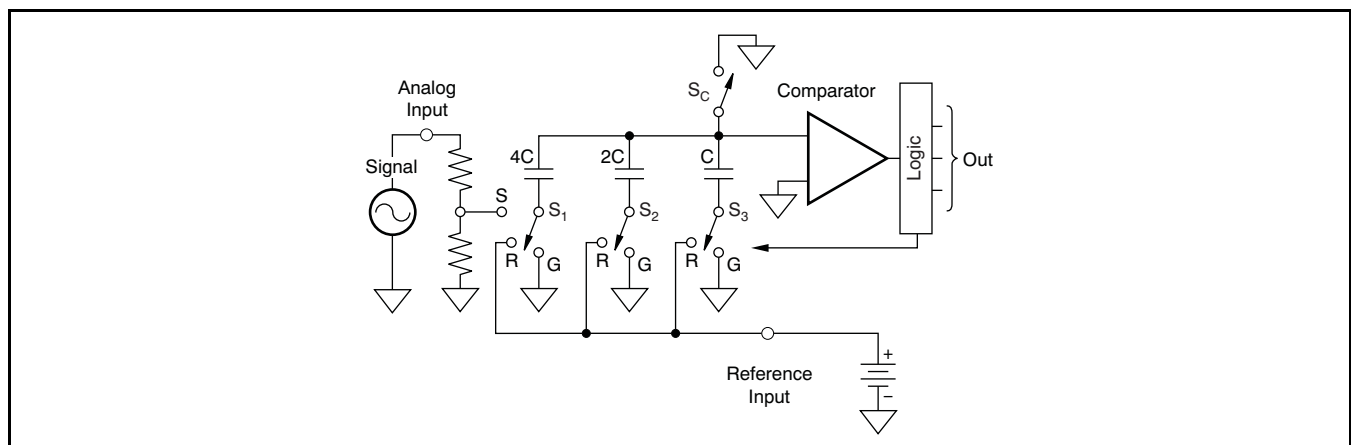 Analog
Input
Signal
S
4C
2C
C
S_C
Comparator
Logic
Out
S_1
S_2
S_3
R
G
R
G
R
G
Reference
Input
+
−